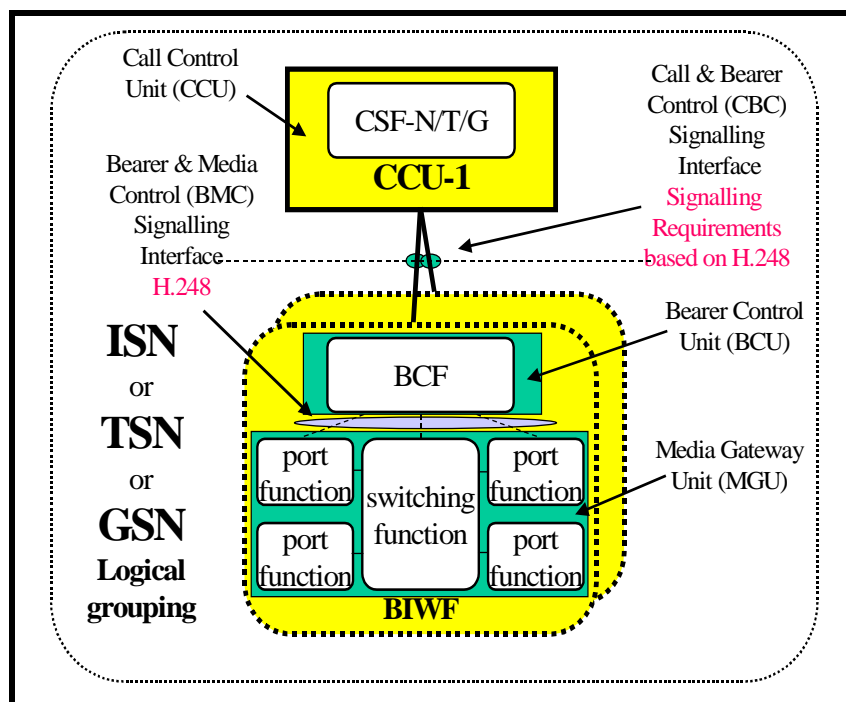 Call Control
Unit (CCU)
CSF-N/T/G
CCU-1
Call & Bearer
Control (CBC)
Signalling
Interface
Signalling
Requirements
based on H.248
Bearer & Media
Control (BMC)
Signalling
Interface
H.248
ISN
or
TSN
or
GSN
Logical
grouping
BCF
Bearer Control
Unit (BCU)
port
function
port
function
switching
function
port
function
port
function
BIWF
Media Gateway
Unit (MGU)